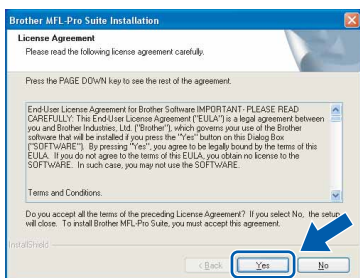 Brother MFL-Pro Suite Installation
License Agreement
Please read the following license agreement carefully.
Press the PAGE DOWN key to see the rest of the agreement.
End-User License Agreement for Brother Software IMPORTANT- PLEASE READ
CAREFULLY: This End-User License Agreement ("EULA") is a legal agreement between
you and Brother Industries, Ltd. ("Brother"), which governs your use of the Brother
software that will be installed if you press the "Yes" button on this Dialog Box
("SOFTWARE"). By pressing "Yes", you agree to be legally bound by the terms of this
EULA. If you do not agree to the terms of this EULA, you obtain no license to the
SOFTWARE. In such case, you may not use the SOFTWARE.
Terms and Conditions.
Do you accept all the terms of the preceding License Agreement? If you select No, the setup
will close. To install Brother MFL-Pro Suite, you must accept this agreement.
InstallShield
< Back
Yes
No